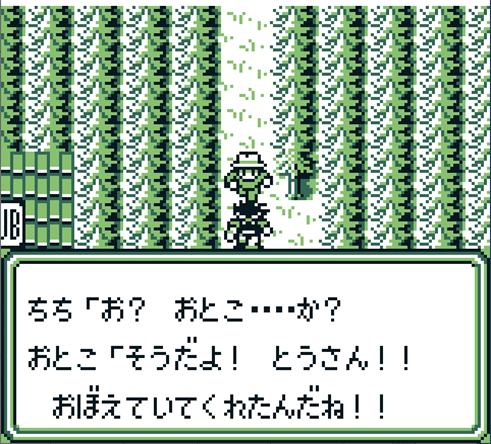 JB
ちち「お？　おとこ‥‥か？
おとこ「そうだよ！　とうさん！！
　おぼえていてくれたんだね！！